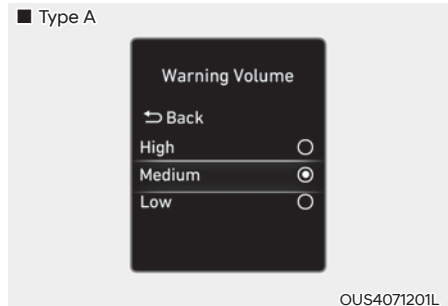 ■ Type A
Warning Volume
⮌ Back
High
Medium
Low
OUS4071201L